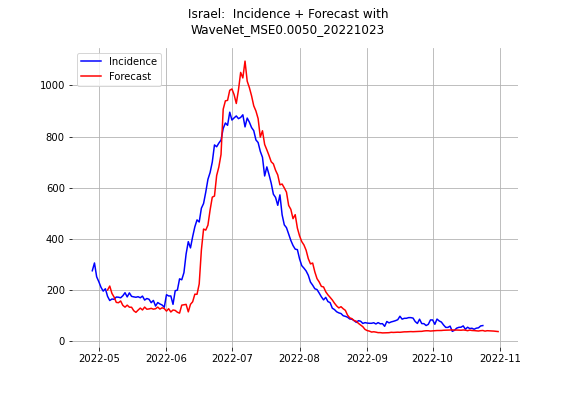 Israel:  Incidence + Forecast with
WaveNet_MSE0.0050_20221023
Incidence
Forecast
1000
800
600
400
200
0
2022-05 2022-06 2022-07 2022-08 2022-09 2022-10 2022-11